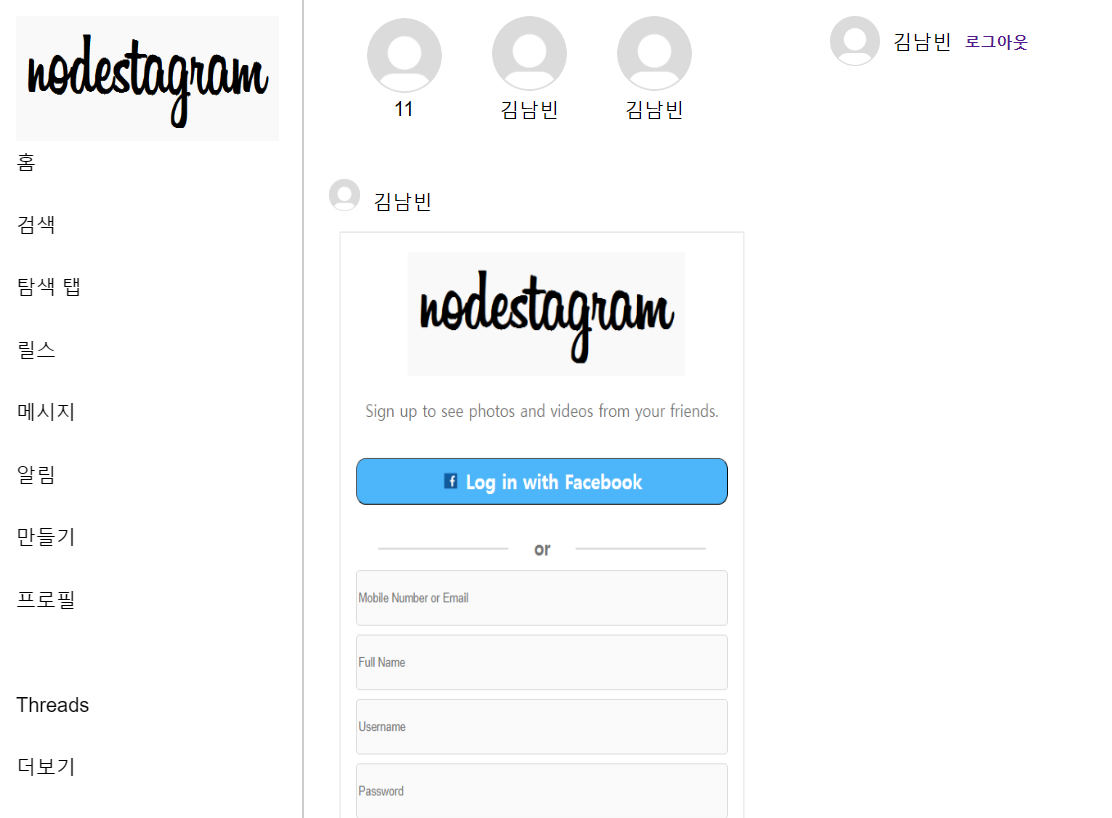 nodestagram
홈
검색
탐색 탭
릴스
메시지
알림
만들기
프로필
Threads
더보기
11
김남빈
김남빈
김남빈
로그아웃
김남빈
nodestagram
Sign up to see photos and videos from your friends.
Log in with Facebook
or
Mobile Number or Email
Full Name
Username
Password